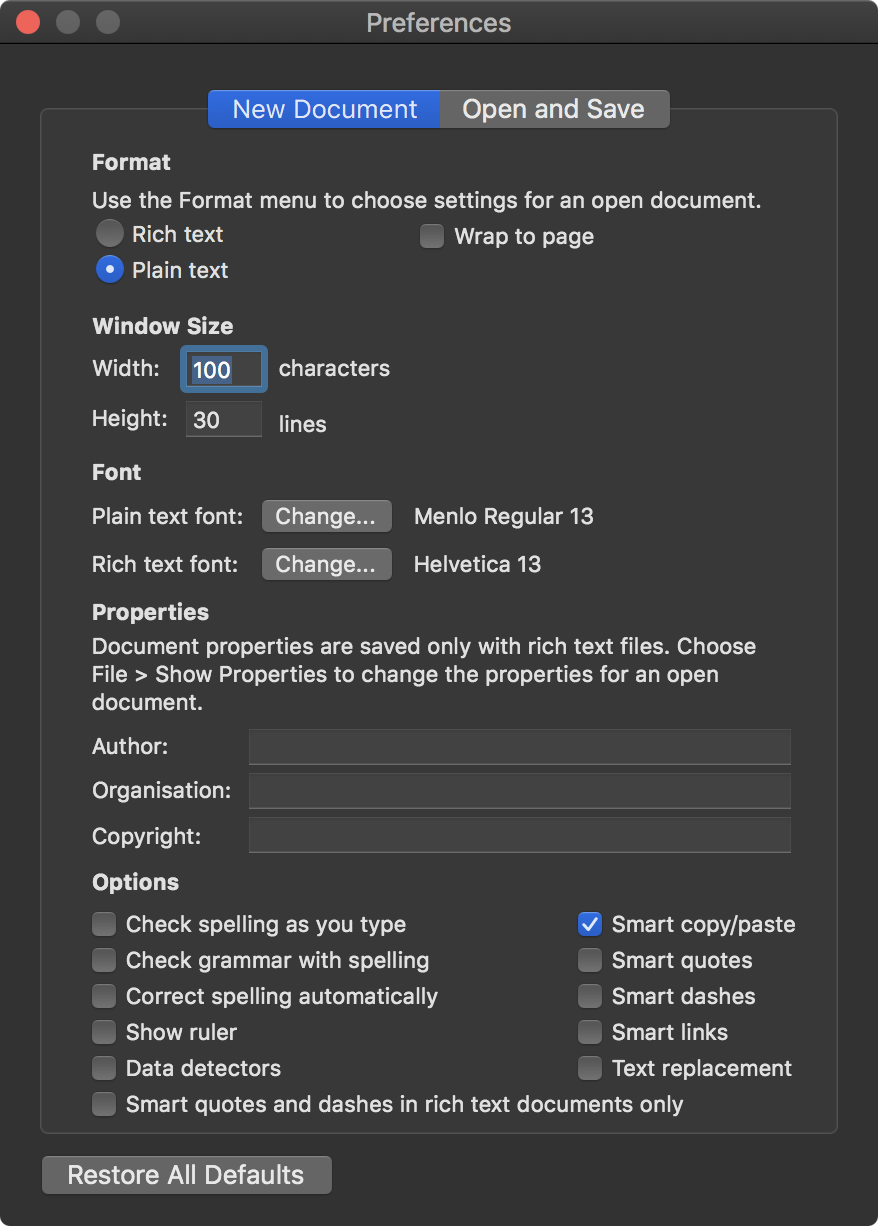 Preferences
New Document Open and Save
Format
Use the Format menu to choose settings for an open document.
Rich text Wrap to page
Plain text
Window Size
Width: 100 characters
Height: 30 lines
Font
Plain text font: Change... Menlo Regular 13
Rich text font: Change... Helvetica 13
Properties
Document properties are saved only with rich text files. Choose
File > Show Properties to change the properties for an open
document.
Author:
Organisation:
Copyright:
Options
Check spelling as you type Smart copy/paste
Check grammar with spelling Smart quotes
Correct spelling automatically Smart dashes
Show ruler Smart links
Data detectors Text replacement
Smart quotes and dashes in rich text documents only
Restore All Defaults